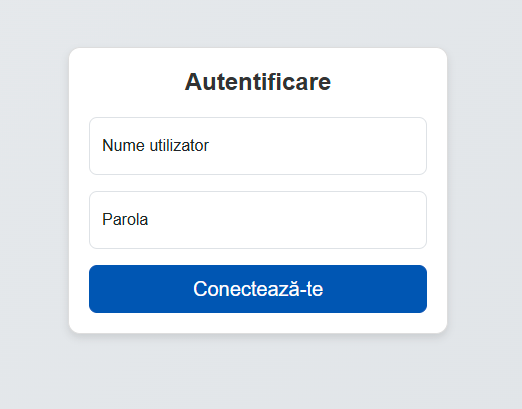 Autentificare
Nume utilizator
Parola
Conectează-te